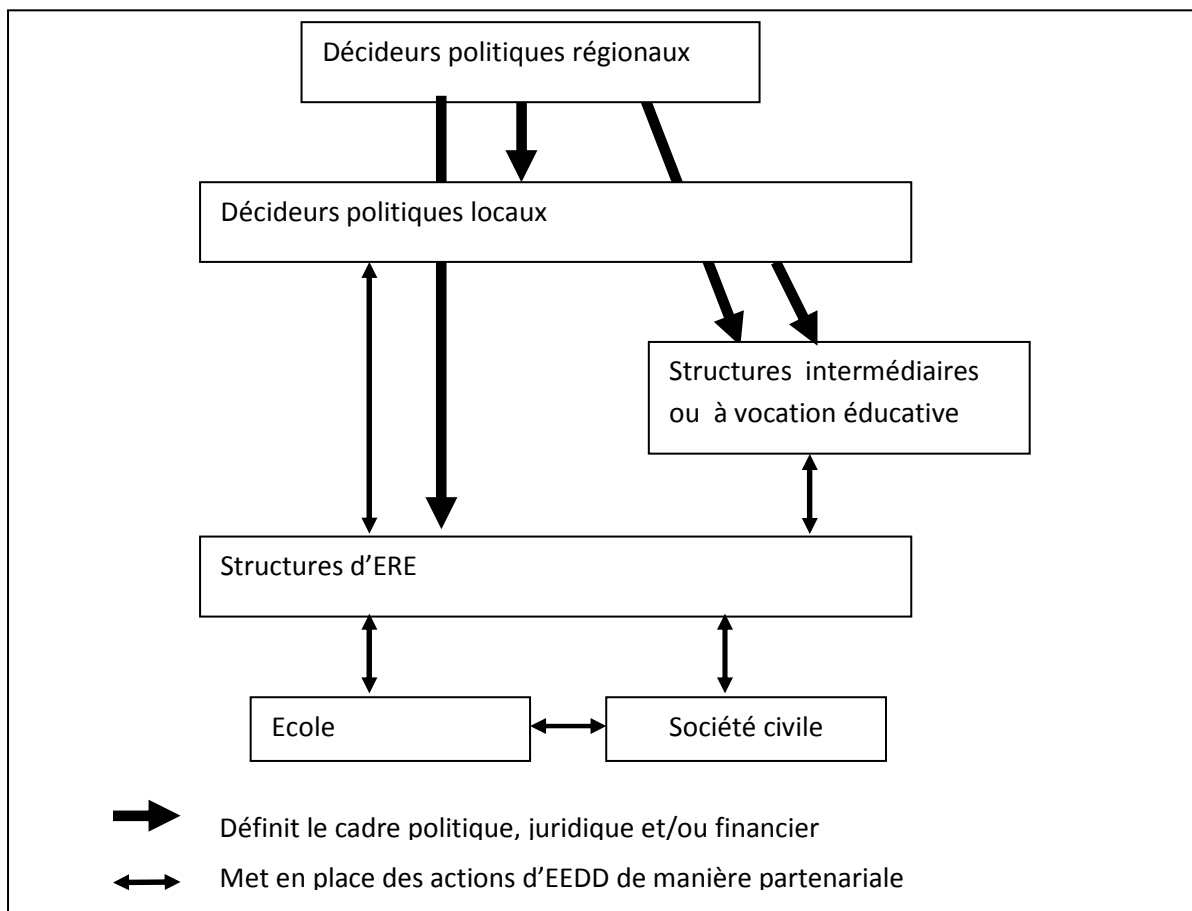 Décideurs politiques régionaux
Décideurs politiques locaux
Structures intermédiaires
ou à vocation éducative
Structures d’ERE
Ecole
Société civile
Définit le cadre politique, juridique et/ou financier
Met en place des actions d’EEDD de manière partenariale